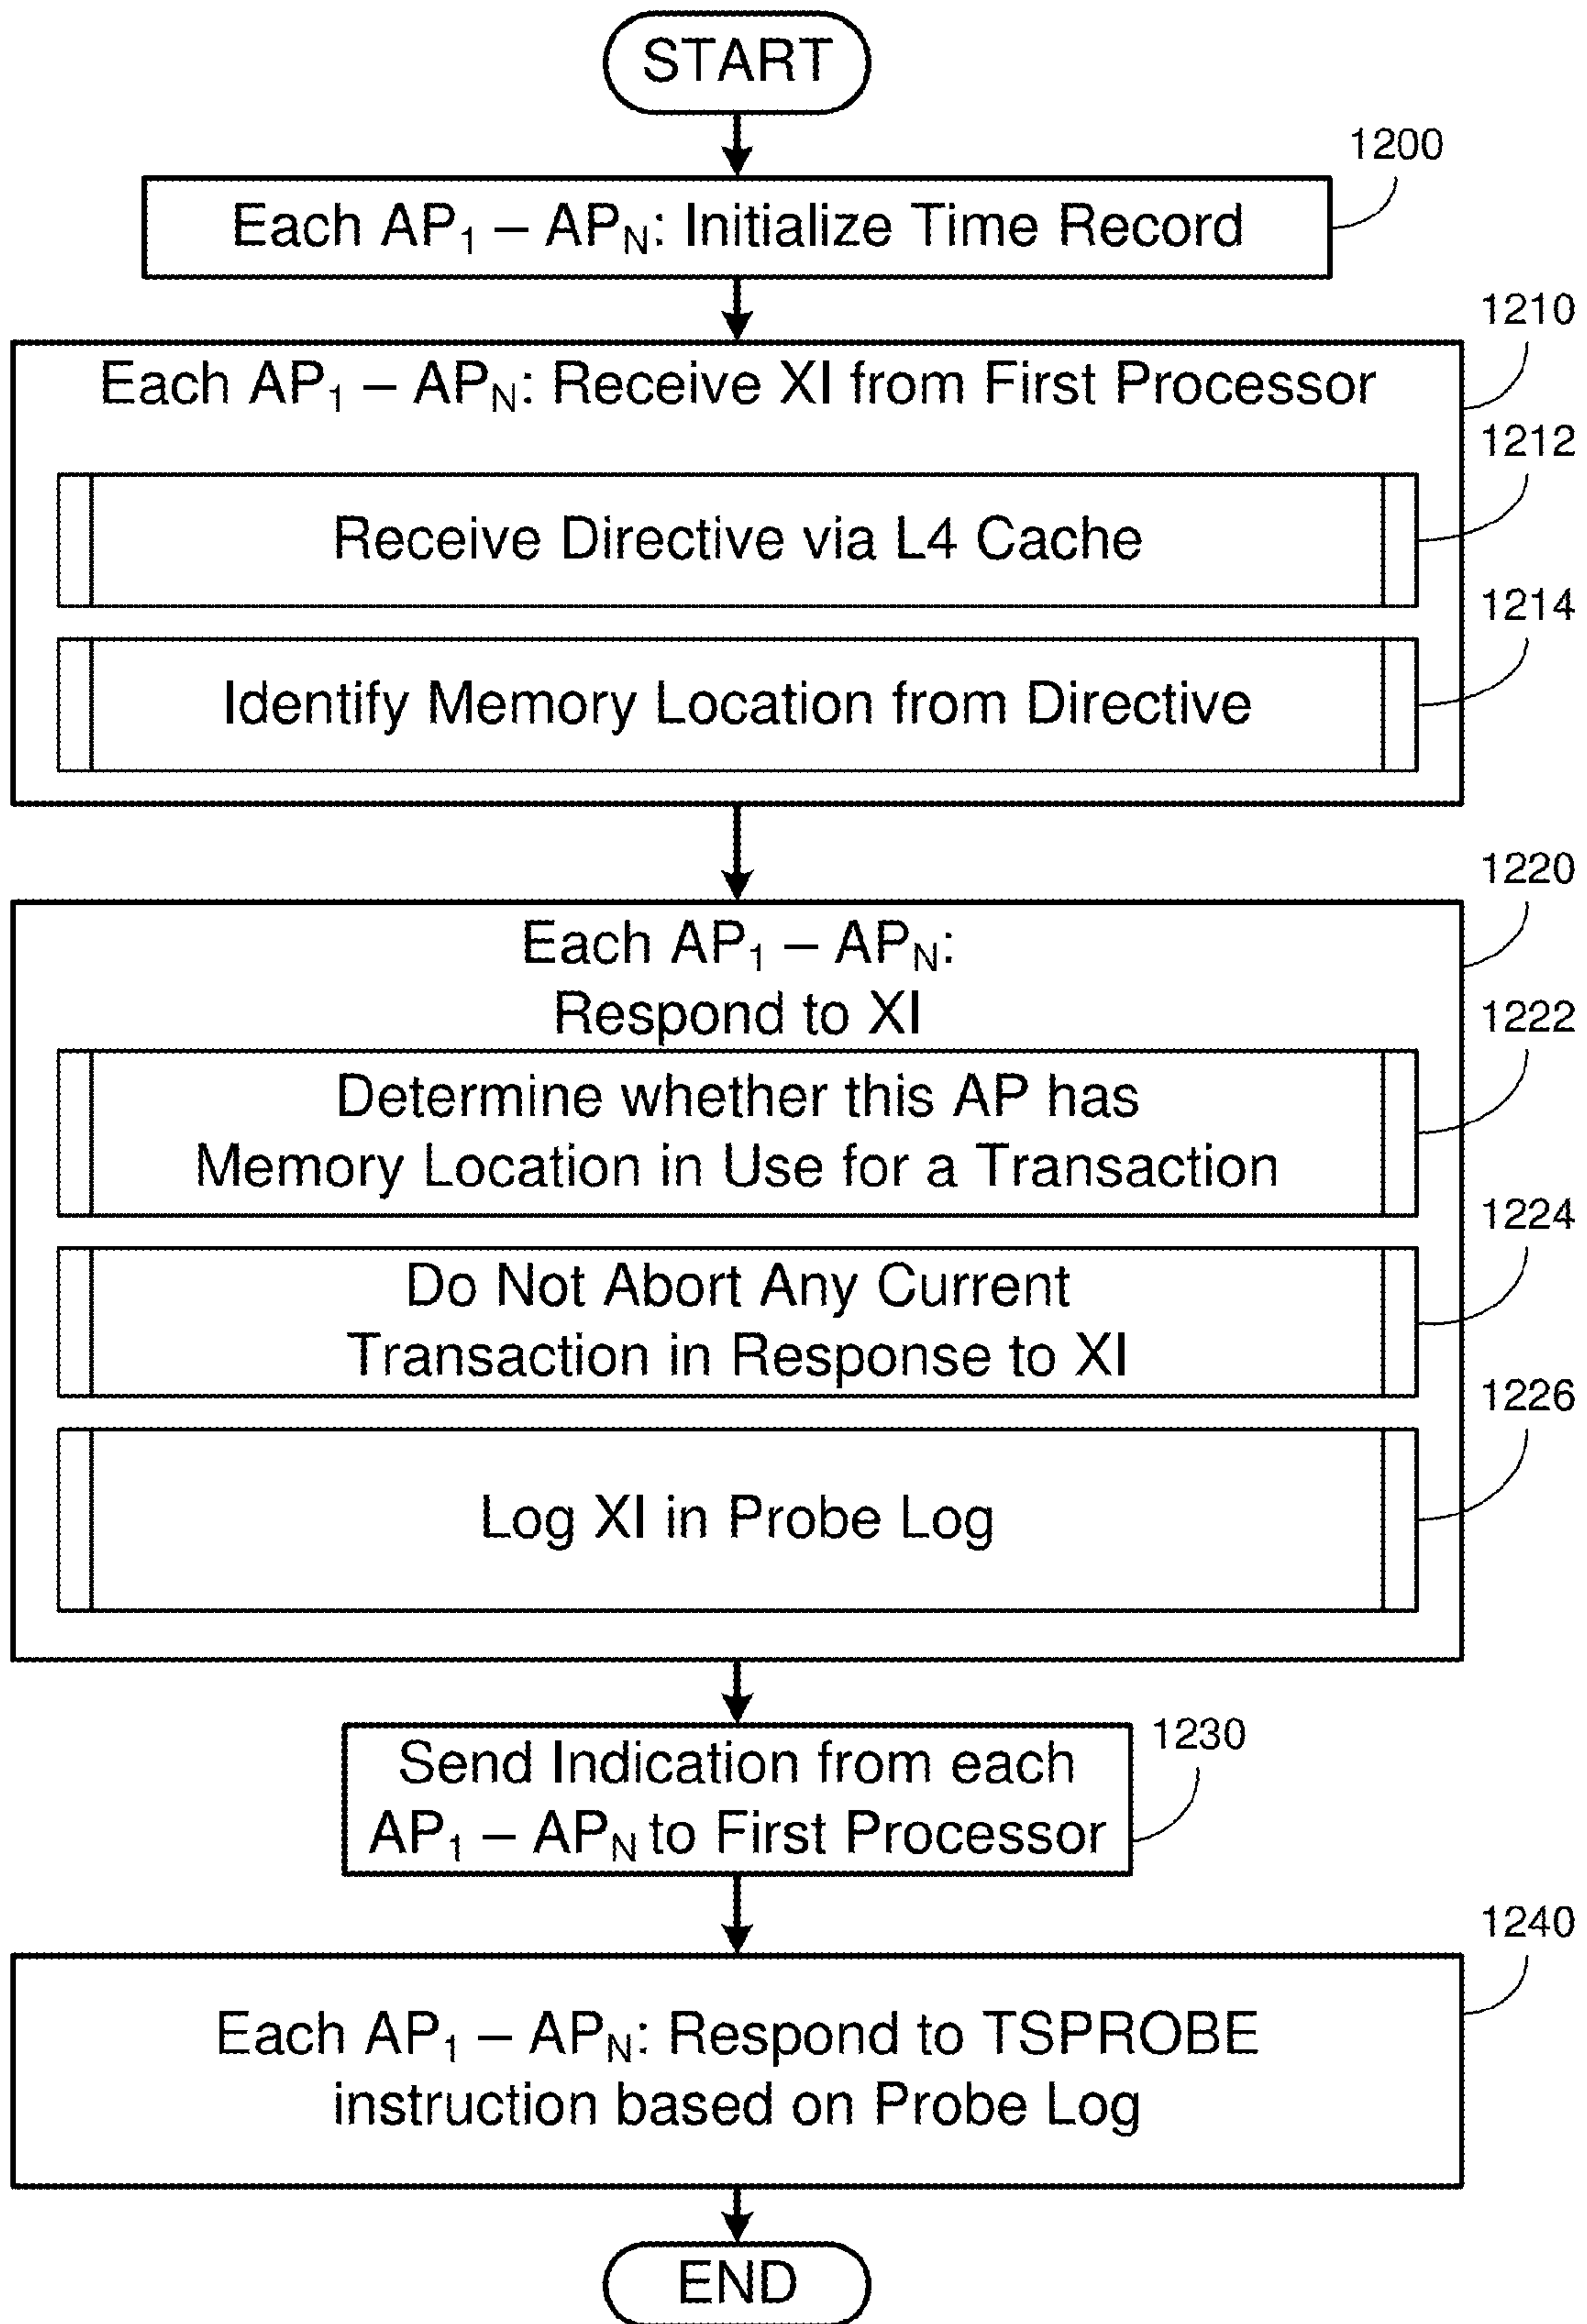 START
1200
Each AP₁ – APN: Initialize Time Record
1210
Each AP₁ – APN: Receive XI from First Processor
1212
Receive Directive via L4 Cache
1214
Identify Memory Location from Directive
1220
Each AP₁ – APN:
Respond to XI
1222
Determine whether this AP has
Memory Location in Use for a Transaction
1224
Do Not Abort Any Current
Transaction in Response to XI
1226
Log XI in Probe Log
1230
Send Indication from each
AP₁ – APN to First Processor
1240
Each AP₁ – APN: Respond to TSPROBE
instruction based on Probe Log
END